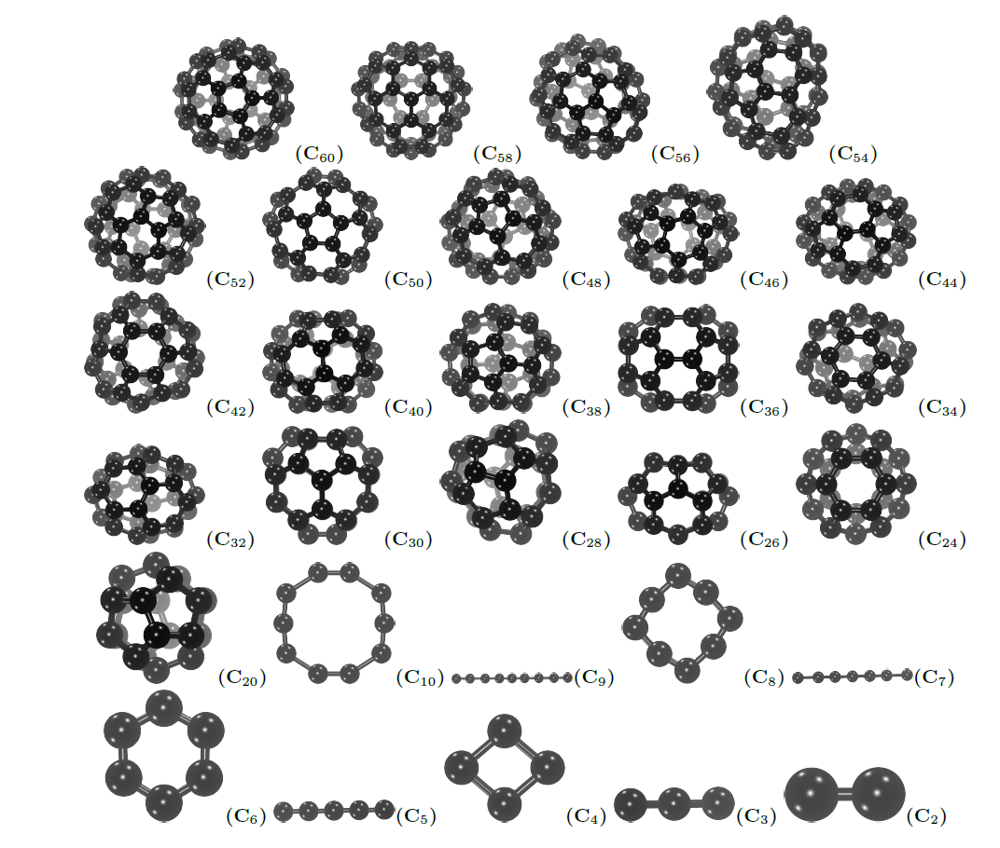 (C₆₀) (C₅₈) (C₅₆) (C₅₄)
(C₅₂) (C₅₀) (C₄₈) (C₄₆) (C₄₄)
(C₄₂) (C₄₀) (C₃₈) (C₃₆) (C₃₄)
(C₃₂) (C₃₀) (C₂₈) (C₂₆) (C₂₄)
(C₂₀) (C₁₀) (C₉) (C₈) (C₇)
(C₆) (C₅) (C₄) (C₃) (C₂)